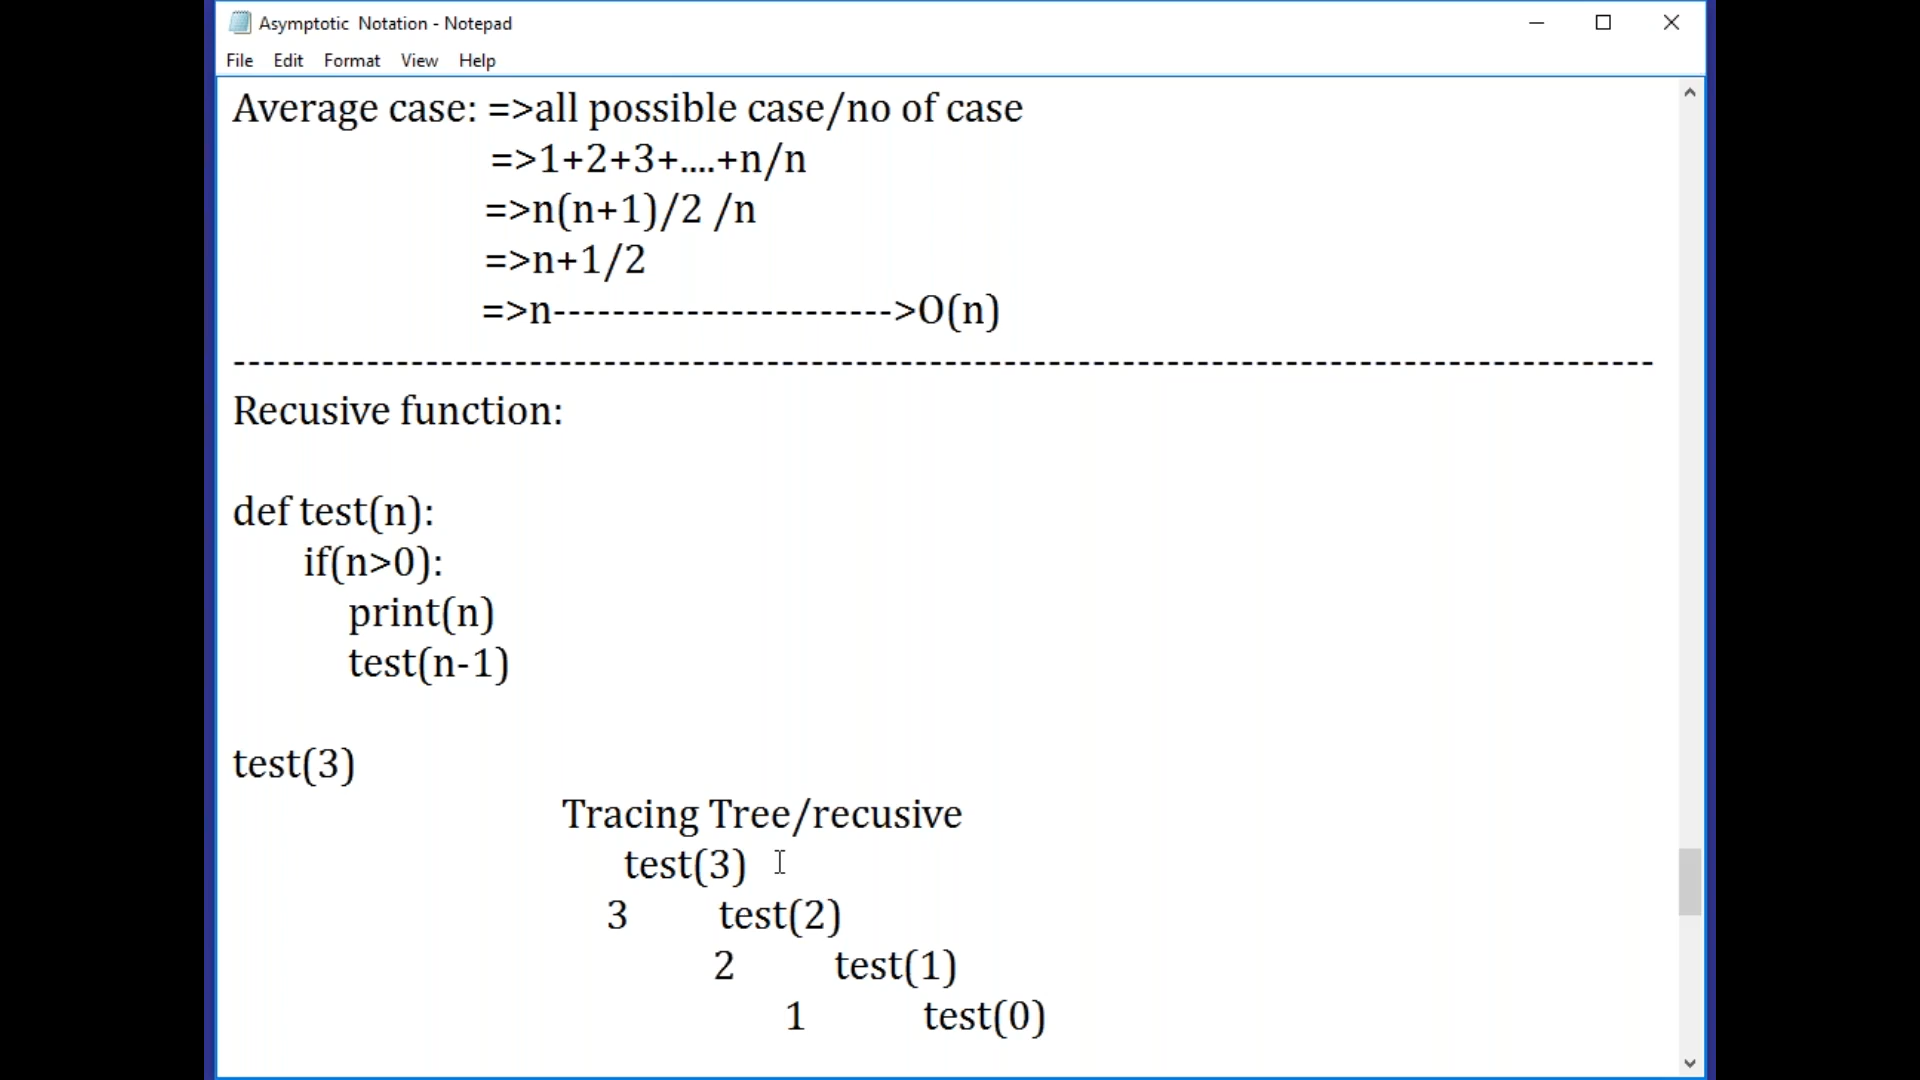 Asymptotic  Notation - Notepad
File Edit Format View Help
Average case: =>all possible case/no of case
=>1+2+3+....+n/n
=>n(n+1)/2 /n
=>n+1/2
=>n----------------------->O(n)
------------------------------------------------------------------------------------------------
Recusive function:
def test(n):
if(n>0):
print(n)
test(n-1)
test(3)
Tracing Tree/recusive
test(3)
3 test(2)
2 test(1)
1 test(0)